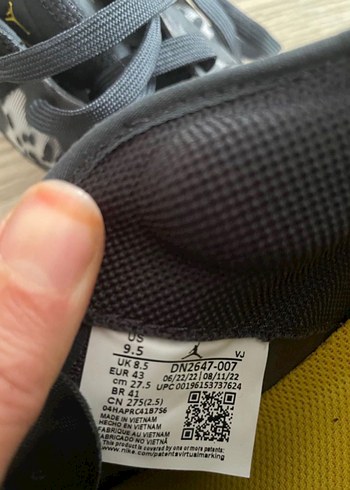 US
9.5
VJ
UK 8.5
DN2647-007
EUR 43
06/22/22 | 08/11/22
cm 27.5
UPC 00196153737624
BR 41
CN 275(2.5)
04HAPRC41B756
MADE IN VIETNAM
HECHO EN VIETNAM
FABRIQUE AU VIETNAM
FABRICADO NO VIETNÃ
This product is covered by one or more patents:
www.nike.com/patentsvirtualmarking